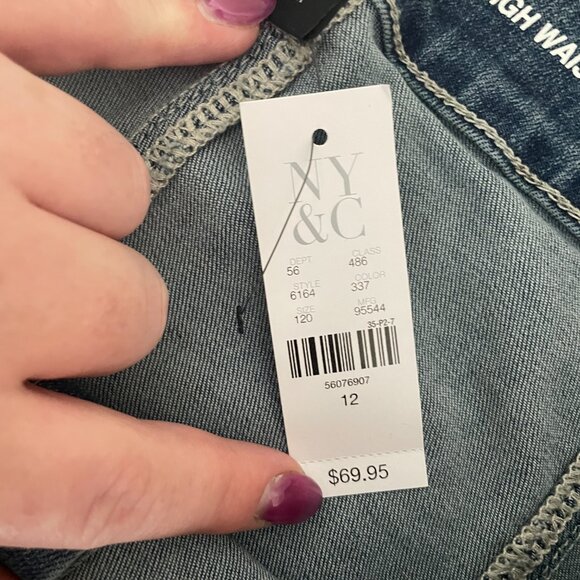 NY
&C
DEPT CLASS
56 486
STYLE COLOR
6164 337
SIZE MFG
120 95544
35-P2-7
56076907
12
$69.95